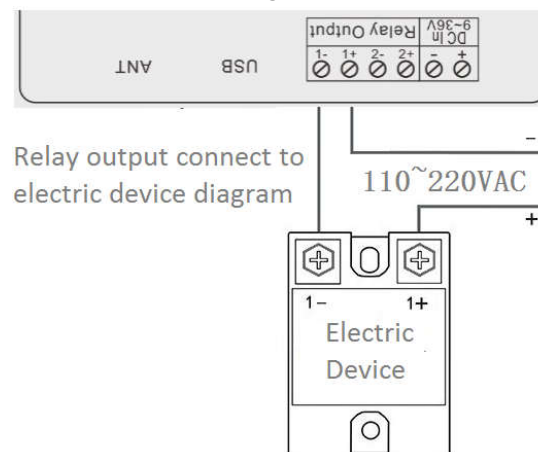 Relay Output
DC In
9~36V
1- 1+ 2- 2+ - +
ANT
USB
Relay output connect to
electric device diagram
-
110~220VAC
+
1-
1+
Electric
Device